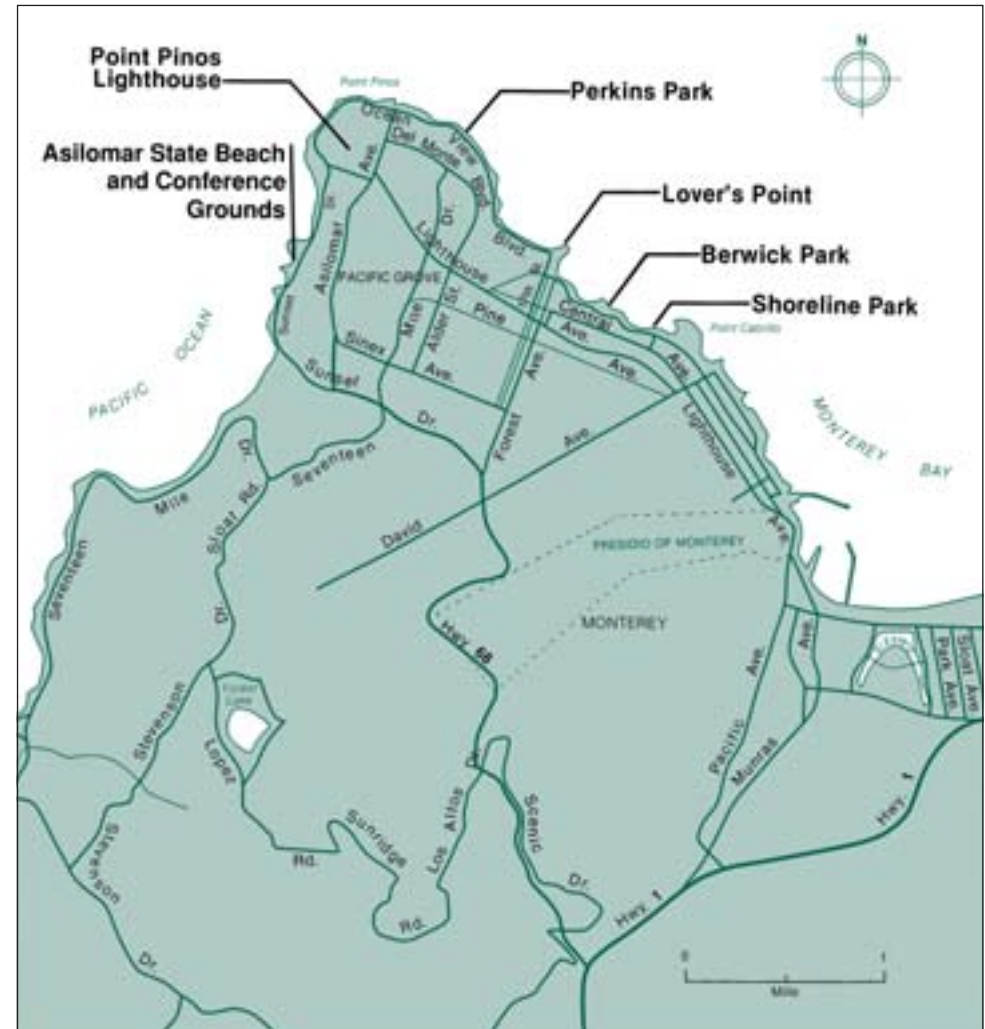 Point Pinos
Lighthouse
Point Pinos
N
Perkins Park
Asilomar State Beach
and Conference
Grounds
Ocean View Blvd.
Del Monte Blvd.
Ave.
Lover's Point
Asilomar
Lighthouse
Dr.
PACIFIC GROVE
Berwick Park
Shoreline Park
Point Cabrillo
Sunset
Mile
Alder St.
Pine
Ave.
Central
Ave.
Ave.
Sinex
Ave.
Sunset
Dr.
Forest
Ave.
Lighthouse
Ave.
PACIFIC OCEAN
MONTEREY BAY
David
Ave.
Seventeen
Mile
Dr.
Seventeen
Sloat Rd.
Dr.
PRESIDIO OF MONTEREY
MONTEREY
Hwy. 68
Pacific
Ave.
Munras
Ave.
Park Ave.
Sloat Ave.
Stevenson
Forest
Lake
Lopez
Rd.
Sunridge
Rd.
Los Altos
Dr.
Scenic
Dr.
Hwy. 1
Hwy. 1
Stevenson
Dr.
0 1
Mile